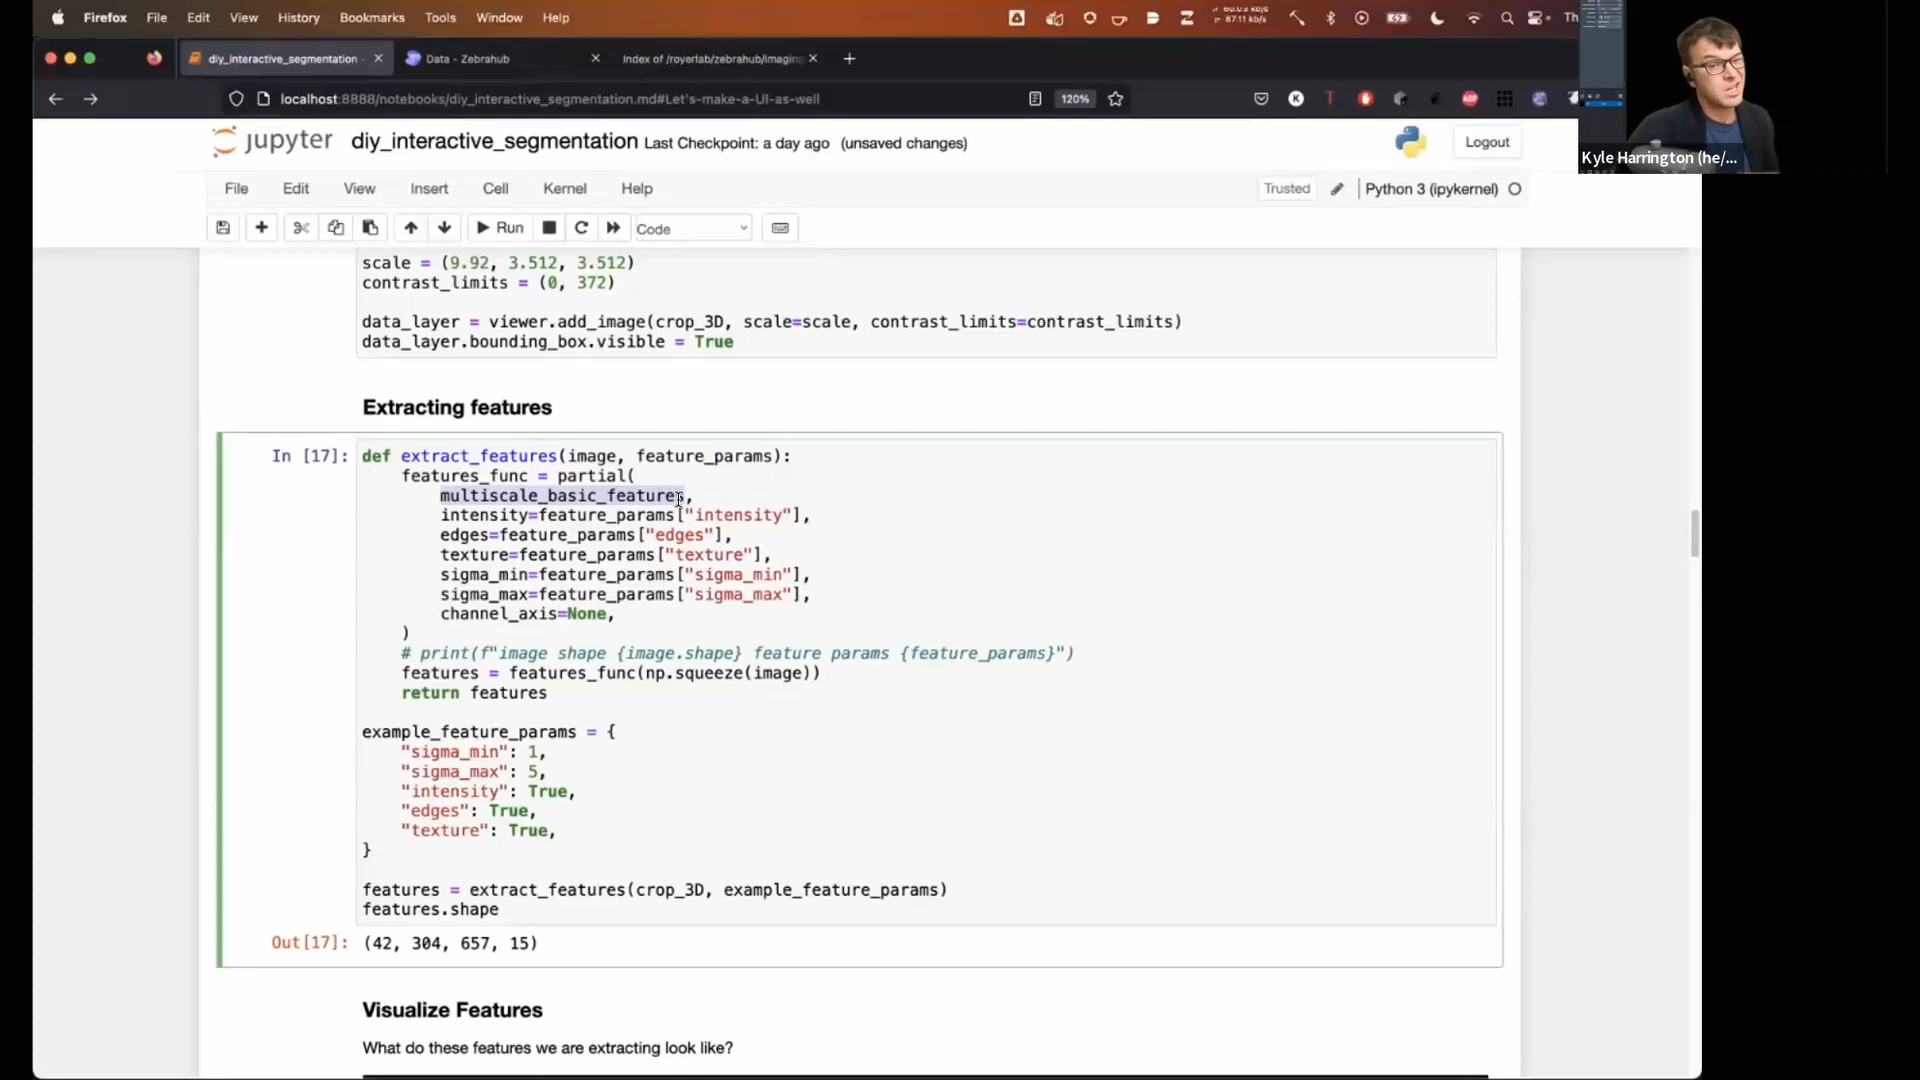 Firefox File Edit View History Bookmarks Tools Window Help
87.11 kb/s
Th
diy_interactive_segmentation
Data - Zebrahub
Index of /royerlab/zebrahub/imaging
localhost:8888/notebooks/diy_interactive_segmentation.md#Let's-make-a-UI-as-well
120%
Kyle Harrington (he/...
jupyter diy_interactive_segmentation Last Checkpoint: a day ago (unsaved changes)
Logout
File Edit View Insert Cell Kernel Help
Trusted
Python 3 (ipykernel)
Run
Code
scale = (9.92, 3.512, 3.512)
contrast_limits = (0, 372)
data_layer = viewer.add_image(crop_3D, scale=scale, contrast_limits=contrast_limits)
data_layer.bounding_box.visible = True
Extracting features
In [17]: def extract_features(image, feature_params):
features_func = partial(
multiscale_basic_features,
intensity=feature_params["intensity"],
edges=feature_params["edges"],
texture=feature_params["texture"],
sigma_min=feature_params["sigma_min"],
sigma_max=feature_params["sigma_max"],
channel_axis=None,
)
# print(f"image shape {image.shape} feature params {feature_params}")
features = features_func(np.squeeze(image))
return features
example_feature_params = {
"sigma_min": 1,
"sigma_max": 5,
"intensity": True,
"edges": True,
"texture": True,
}
features = extract_features(crop_3D, example_feature_params)
features.shape
Out[17]: (42, 304, 657, 15)
Visualize Features
What do these features we are extracting look like?